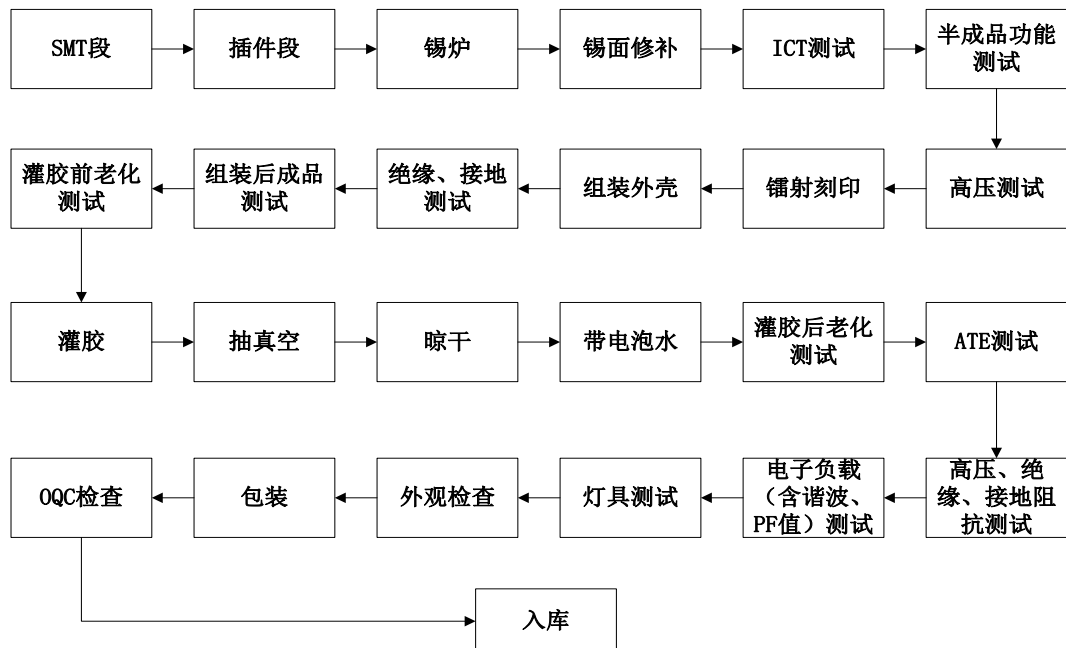 SMT段
插件段
锡炉
锡面修补
ICT测试
半成品功能
测试
灌胶前老化
测试
组装后成品
测试
绝缘、接地
测试
组装外壳
镭射刻印
高压测试
灌胶
抽真空
晾干
带电泡水
灌胶后老化
测试
ATE测试
OQC检查
包装
外观检查
灯具测试
电子负载
（含谐波、
PF值）测试
高压、绝
缘、接地阻
抗测试
入库